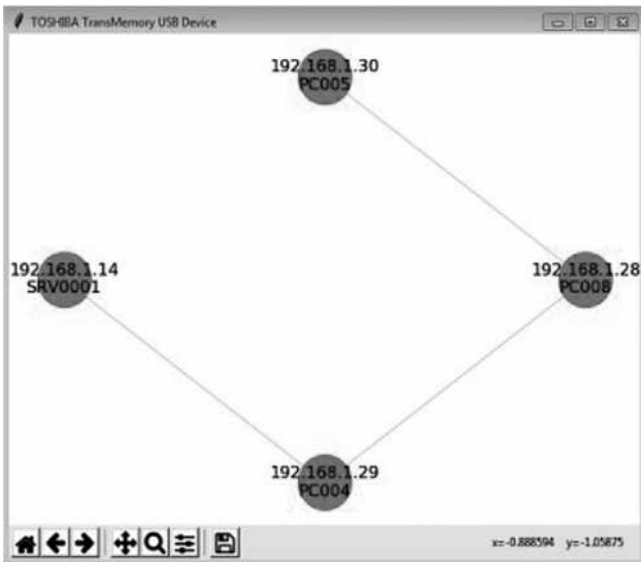 TOSHIBA TransMemory USB Device
192.168.1.30
PC005
192.168.1.14
SRV0001
192.168.1.28
PC008
192.168.1.29
PC004
x=-0.888594 y=-1.05875